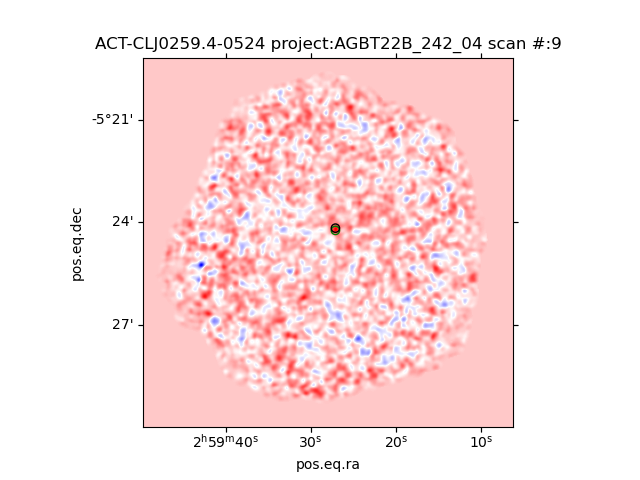 ACT-CLJ0259.4-0524 project:AGBT22B_242_04 scan #:9
-5°21'
24'
27'
pos.eq.dec
2ʰ59ᵐ40ˢ 30ˢ 20ˢ 10ˢ
pos.eq.ra